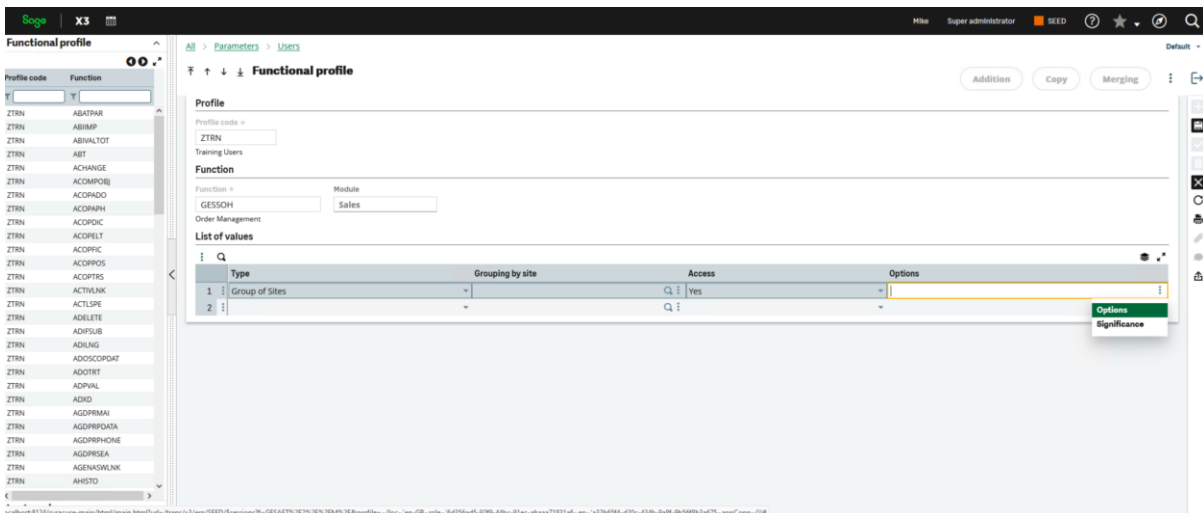 Sage X3 Mike Super administrator SEED
Functional profile
Profile code Function
ZTRN ABATPAR
ZTRN ABIIMP
ZTRN ABIVALTOT
ZTRN ABT
ZTRN ACHANGE
ZTRN ACOMPOBJ
ZTRN ACOPADO
ZTRN ACOPAPH
ZTRN ACOPDIC
ZTRN ACOPELT
ZTRN ACOPFIC
ZTRN ACOPPOS
ZTRN ACOPTRS
ZTRN ACTIVLNK
ZTRN ACTLSPE
ZTRN ADELETE
ZTRN ADIFSUB
ZTRN ADILNG
ZTRN ADOSCOPDAT
ZTRN ADOTRT
ZTRN ADPVAL
ZTRN ADXD
ZTRN AGDPRMAI
ZTRN AGDPRPDATA
ZTRN AGDPRPHONE
ZTRN AGDPRSEA
ZTRN AGENASWLNK
ZTRN AHISTO
All > Parameters > Users Default
Functional profile Addition Copy Merging
Profile
Profile code *
ZTRN
Training Users
Function
Function * Module
GESSOH Sales
Order Management
List of values
Type Grouping by site Access Options
1 Group of Sites Yes
2
Options
Significance